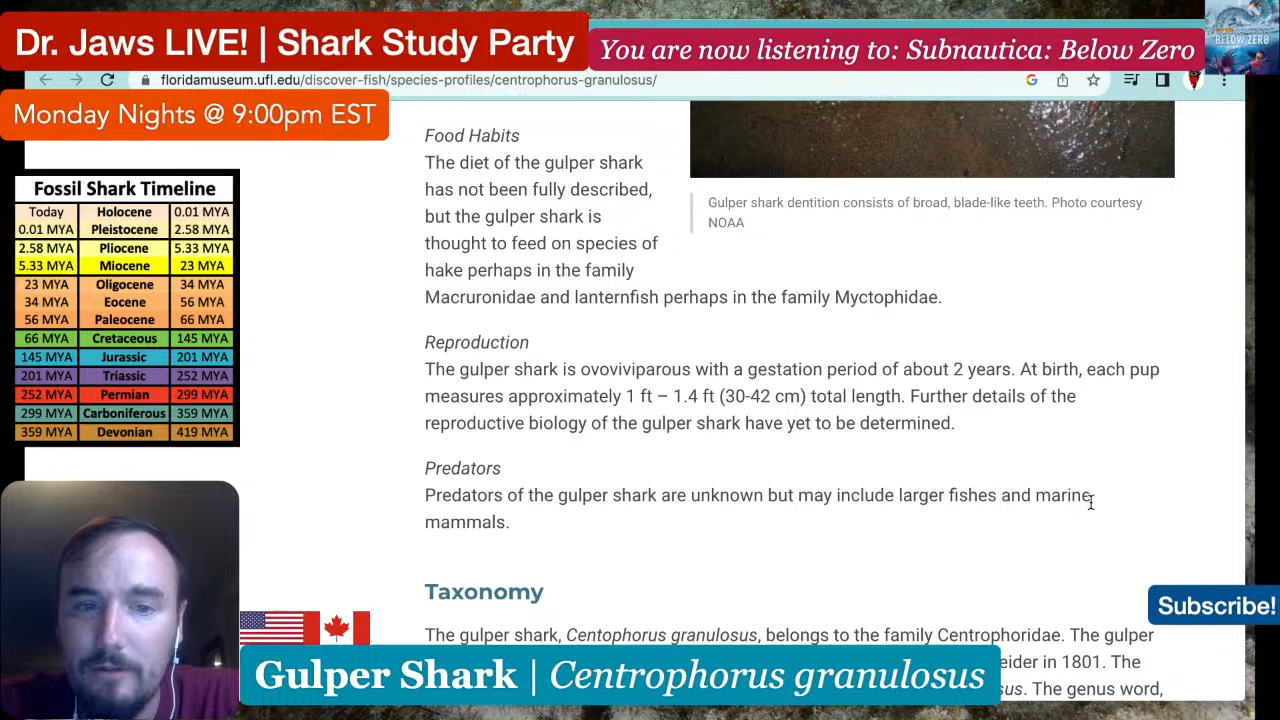 Dr. Jaws LIVE! | Shark Study Party
You are now listening to: Subnautica: Below Zero
BELOW ZERO
floridamuseum.ufl.edu/discover-fish/species-profiles/centrophorus-granulosus/
Monday Nights @ 9:00pm EST
Fossil Shark Timeline
Today Holocene 0.01 MYA
0.01 MYA Pleistocene 2.58 MYA
2.58 MYA Pliocene 5.33 MYA
5.33 MYA Miocene 23 MYA
23 MYA Oligocene 34 MYA
34 MYA Eocene 56 MYA
56 MYA Paleocene 66 MYA
66 MYA Cretaceous 145 MYA
145 MYA Jurassic 201 MYA
201 MYA Triassic 252 MYA
252 MYA Permian 299 MYA
299 MYA Carboniferous 359 MYA
359 MYA Devonian 419 MYA
Food Habits
The diet of the gulper shark
has not been fully described,
but the gulper shark is
thought to feed on species of
hake perhaps in the family
Macruronidae and lanternfish perhaps in the family Myctophidae.
Gulper shark dentition consists of broad, blade-like teeth. Photo courtesy
NOAA
Reproduction
The gulper shark is ovoviviparous with a gestation period of about 2 years. At birth, each pup
measures approximately 1 ft – 1.4 ft (30-42 cm) total length. Further details of the
reproductive biology of the gulper shark have yet to be determined.
Predators
Predators of the gulper shark are unknown but may include larger fishes and marine
mammals.
Taxonomy
The gulper shark, Centophorus granulosus, belongs to the family Centrophoridae. The gulper
eider in 1801. The
sus. The genus word,
Subscribe!
Gulper Shark | Centrophorus granulosus